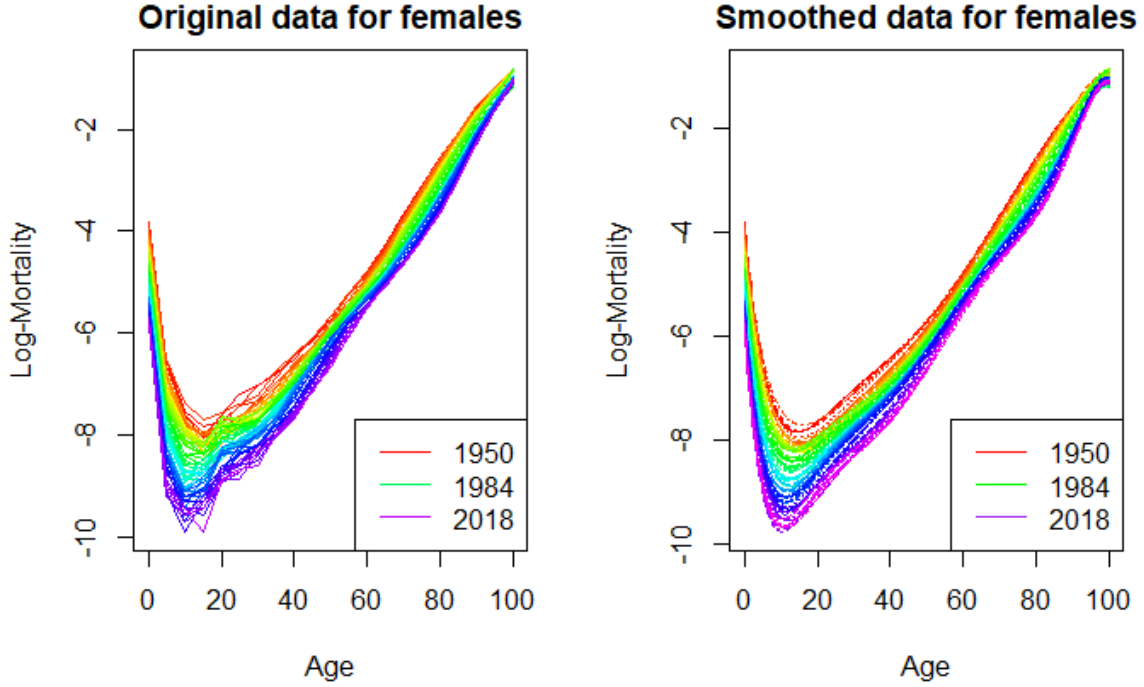 Original data for females
Log-Mortality
-2
-4
-6
-8
-10
0 20 40 60 80 100
Age
1950
1984
2018
Smoothed data for females
Log-Mortality
-2
-4
-6
-8
-10
0 20 40 60 80 100
Age
1950
1984
2018